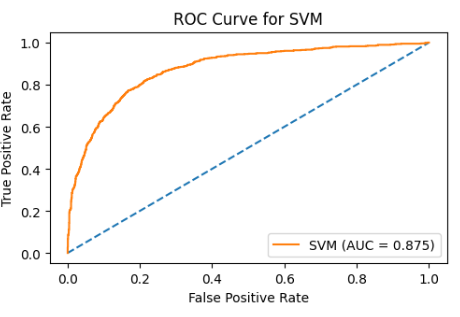 ROC Curve for SVM
True Positive Rate
1.0
0.8
0.6
0.4
0.2
0.0
SVM (AUC = 0.875)
0.0 0.2 0.4 0.6 0.8 1.0
False Positive Rate